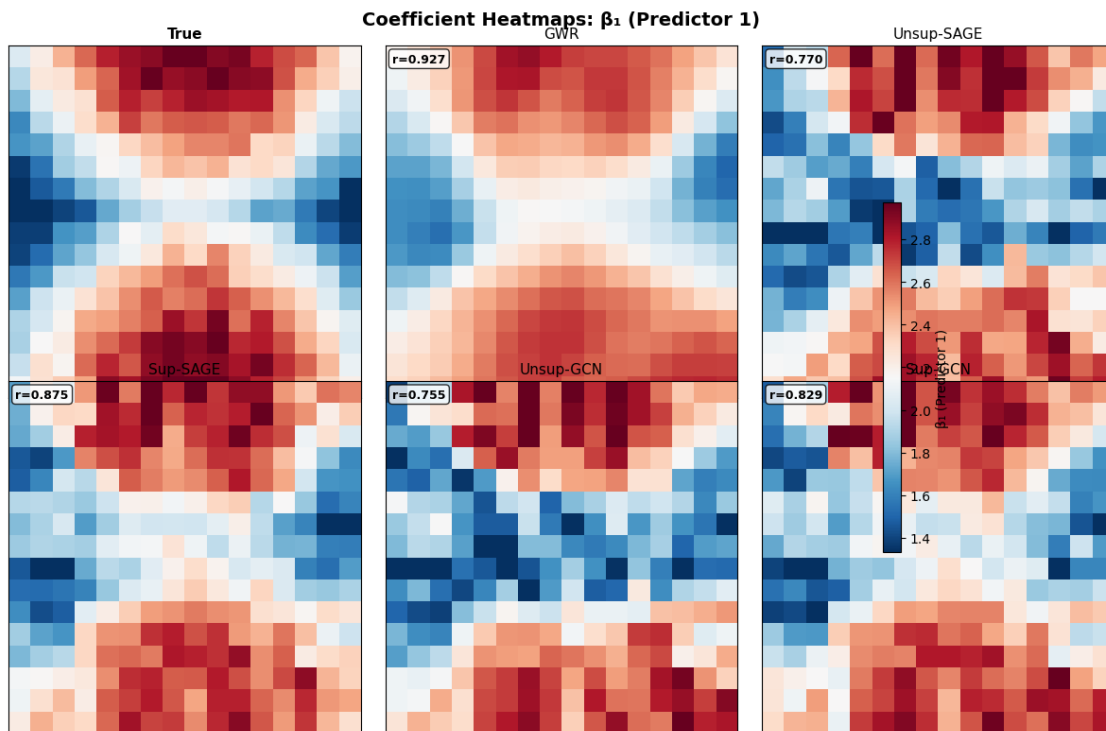 Coefficient Heatmaps: β₁ (Predictor 1)
True
GWR
Unsup-SAGE
r=0.927
r=0.770
2.8
2.6
2.4
2.2
2.0
1.8
1.6
1.4
β₁ (Predictor 1)
Sup-SAGE
Unsup-GCN
Sup-GCN
r=0.875
r=0.755
r=0.829